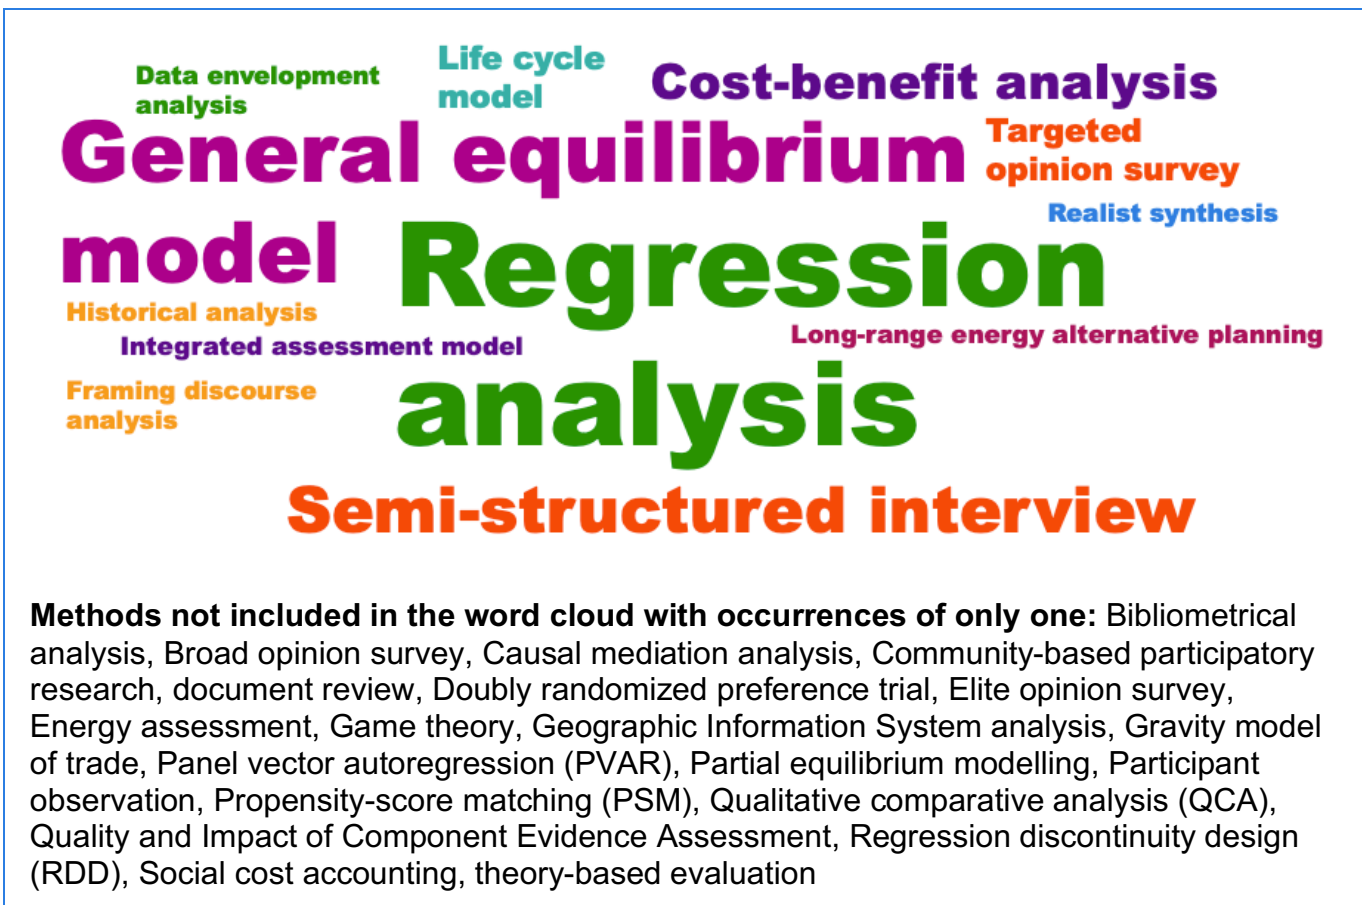 Data envelopment
analysis
Life cycle
model
Cost-benefit analysis
General equilibrium
model
Targeted
opinion survey
Realist synthesis
Regression
analysis
Historical analysis
Integrated assessment model
Long-range energy alternative planning
Framing discourse
analysis
Semi-structured interview
Methods not included in the word cloud with occurrences of only one: Bibliometrical
analysis, Broad opinion survey, Causal mediation analysis, Community-based participatory
research, document review, Doubly randomized preference trial, Elite opinion survey,
Energy assessment, Game theory, Geographic Information System analysis, Gravity model
of trade, Panel vector autoregression (PVAR), Partial equilibrium modelling, Participant
observation, Propensity-score matching (PSM), Qualitative comparative analysis (QCA),
Quality and Impact of Component Evidence Assessment, Regression discontinuity design
(RDD), Social cost accounting, theory-based evaluation